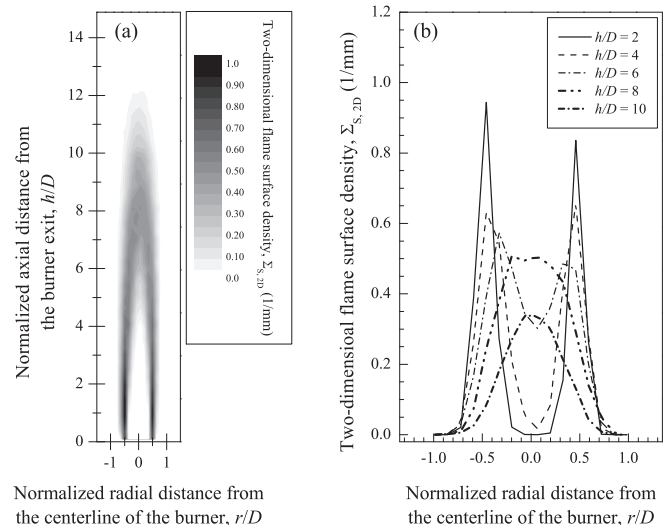 (a)
14
12
10
8
6
4
2
0
-1 0 1
Normalized axial distance from
the burner exit, h/D
Normalized radial distance from
the centerline of the burner, r/D
1.0
0.90
0.80
0.70
0.60
0.50
0.40
0.30
0.20
0.10
0.0
Two-dimensional flame surface density, ΣS, 2D (1/mm)
(b)
1.2
1.0
0.8
0.6
0.4
0.2
0.0
-1.0 -0.5 0.0 0.5 1.0
Two-dimensioal flame surface density, ΣS, 2D (1/mm)
h/D = 2
h/D = 4
h/D = 6
h/D = 8
h/D = 10
Normalized radial distance from
the centerline of the burner, r/D